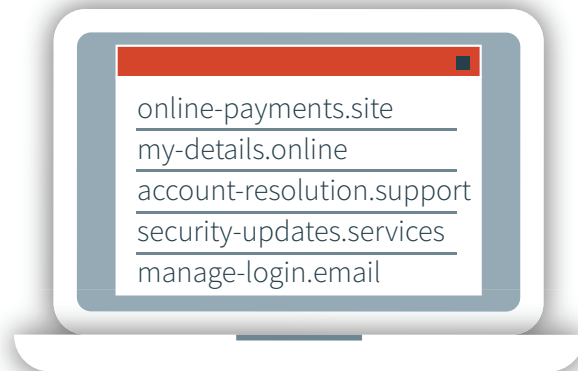 online-payments.site
my-details.online
account-resolution.support
security-updates.services
manage-login.email